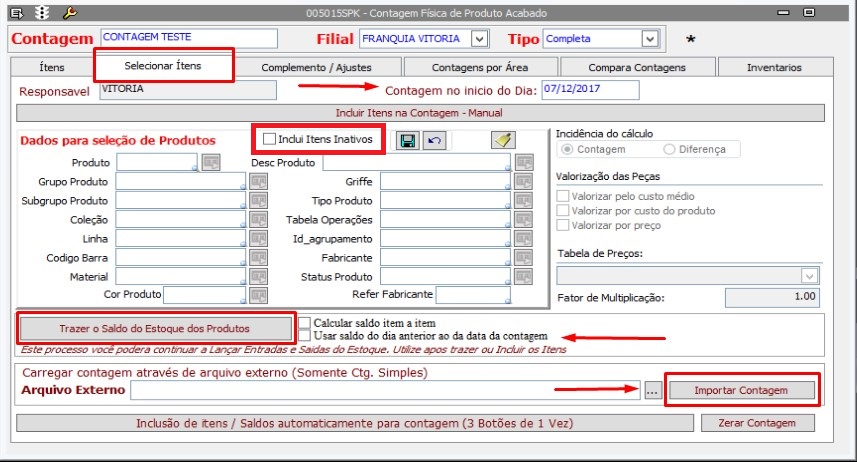 005015SPK - Contagem Física de Produto Acabado
Contagem CONTAGEM TESTE Filial FRANQUIA VITORIA Tipo Completa *
Ítens Selecionar Ítens Complemento / Ajustes Contagens por Área Compara Contagens Inventarios
Responsavel VITORIA Contagem no inicio do Dia: 07/12/2017
Incluir Itens na Contagem - Manual
Dados para seleção de Produtos Inclui Itens Inativos
Produto Desc Produto
Grupo Produto Griffe
Subgrupo Produto Tipo Produto
Coleção Tabela Operações
Linha Id_agrupamento
Codigo Barra Fabricante
Material Status Produto
Cor Produto Refer Fabricante
Incidência do cálculo
Contagem Diferença
Valorização das Peças
Valorizar pelo custo médio
Valorizar por custo do produto
Valorizar por preço
Tabela de Preços:
Fator de Multiplicação: 1.00
Trazer o Saldo do Estoque dos Produtos
Calcular saldo item a item
Usar saldo do dia anterior ao da data da contagem
Este processo você podera continuar a Lançar Entradas e Saidas do Estoque. Utilize apos trazer ou Incluir os Itens
Carregar contagem através de arquivo externo (Somente Ctg. Simples)
Arquivo Externo ... Importar Contagem
Inclusão de itens / Saldos automaticamente para contagem (3 Botões de 1 Vez) Zerar Contagem